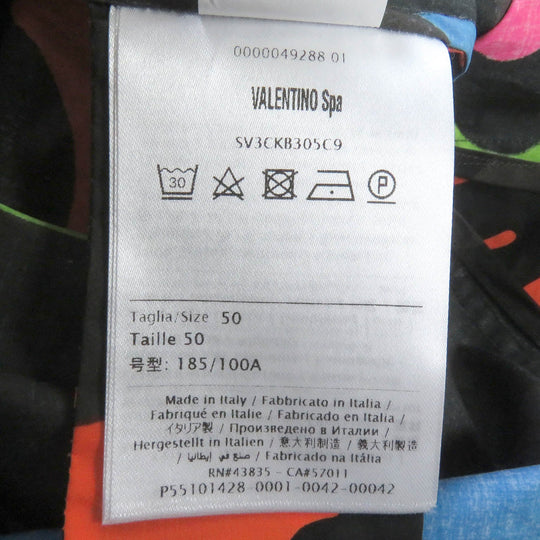 0000049288 01
VALENTINO Spa
SV3CKB305C9
30
P
Taglia/Size 50
Taille 50
号型: 185/100A
Made in Italy / Fabbricato in Italia /
Fabriqué en Italie / Fabricado en Italia /
イタリア製 / Произведено в Италии /
Hergestellt in Italien / 意大利制造 / 義大利製造
/ صنع في إيطاليا / Fabricado na Itália
RN#43835 - CA#57011
P55101428-0001-0042-00042